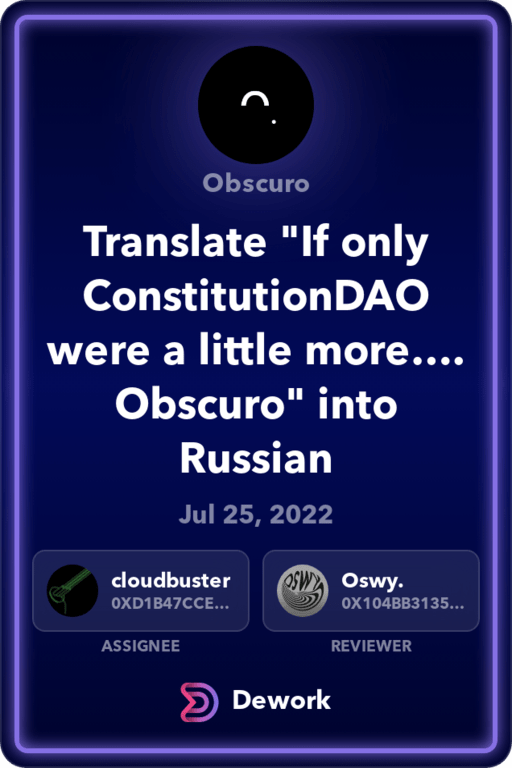 Obscuro
Translate "If only
ConstitutionDAO
were a little more....
Obscuro" into
Russian
Jul 25, 2022
cloudbuster
0XD1B47CCE...
Oswy.
0X104BB3135...
ASSIGNEE
REVIEWER
Dework